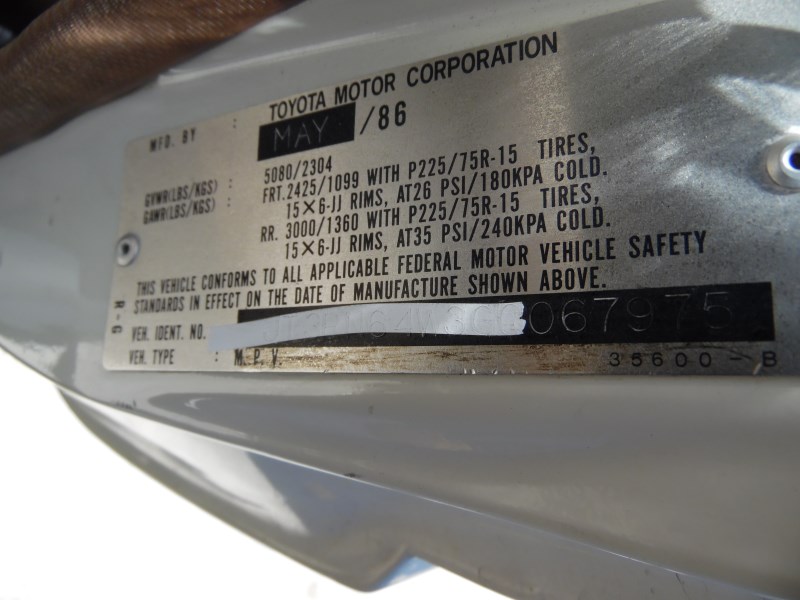 MFD. BY : TOYOTA MOTOR CORPORATION
MAY /86
GVWR(LBS/KGS) : 5080/2304
GAWR(LBS/KGS) : FRT. 2425/1099 WITH P225/75R-15 TIRES,
15×6-JJ RIMS, AT26 PSI/180KPA COLD.
RR. 3000/1360 WITH P225/75R-15 TIRES,
15×6-JJ RIMS, AT35 PSI/240KPA COLD.
THIS VEHICLE CONFORMS TO ALL APPLICABLE FEDERAL MOTOR VEHICLE SAFETY
STANDARDS IN EFFECT ON THE DATE OF MANUFACTURE SHOWN ABOVE.
VEH. IDENT. NO. 067975
VEH. TYPE : M.P.V. 35600-B
R-G